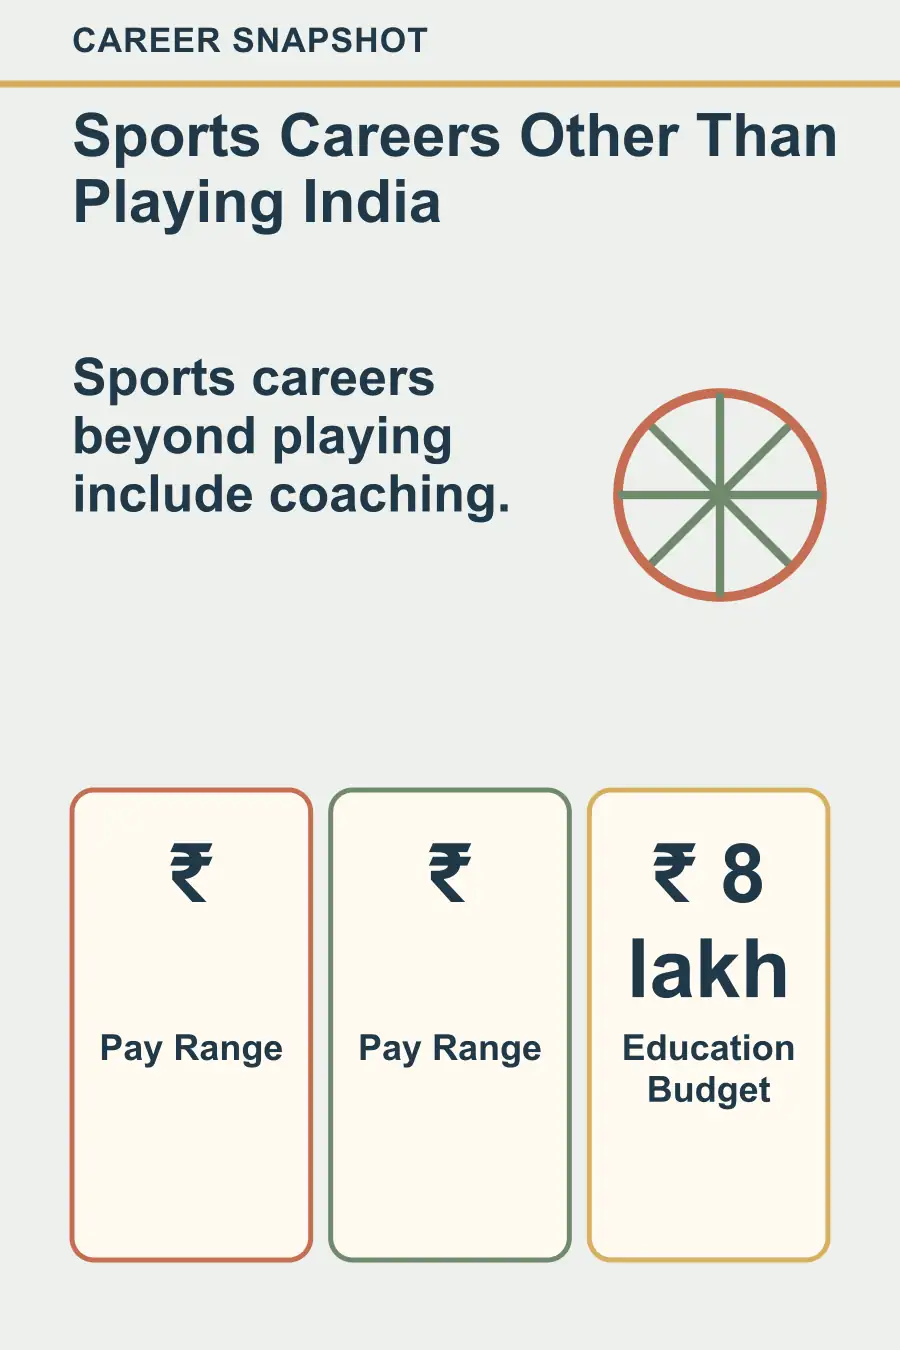 CAREER SNAPSHOT
Sports Careers Other Than
Playing India
Sports careers
beyond playing
include coaching.
₹
Pay Range
₹
Pay Range
₹ 8
lakh
Education
Budget